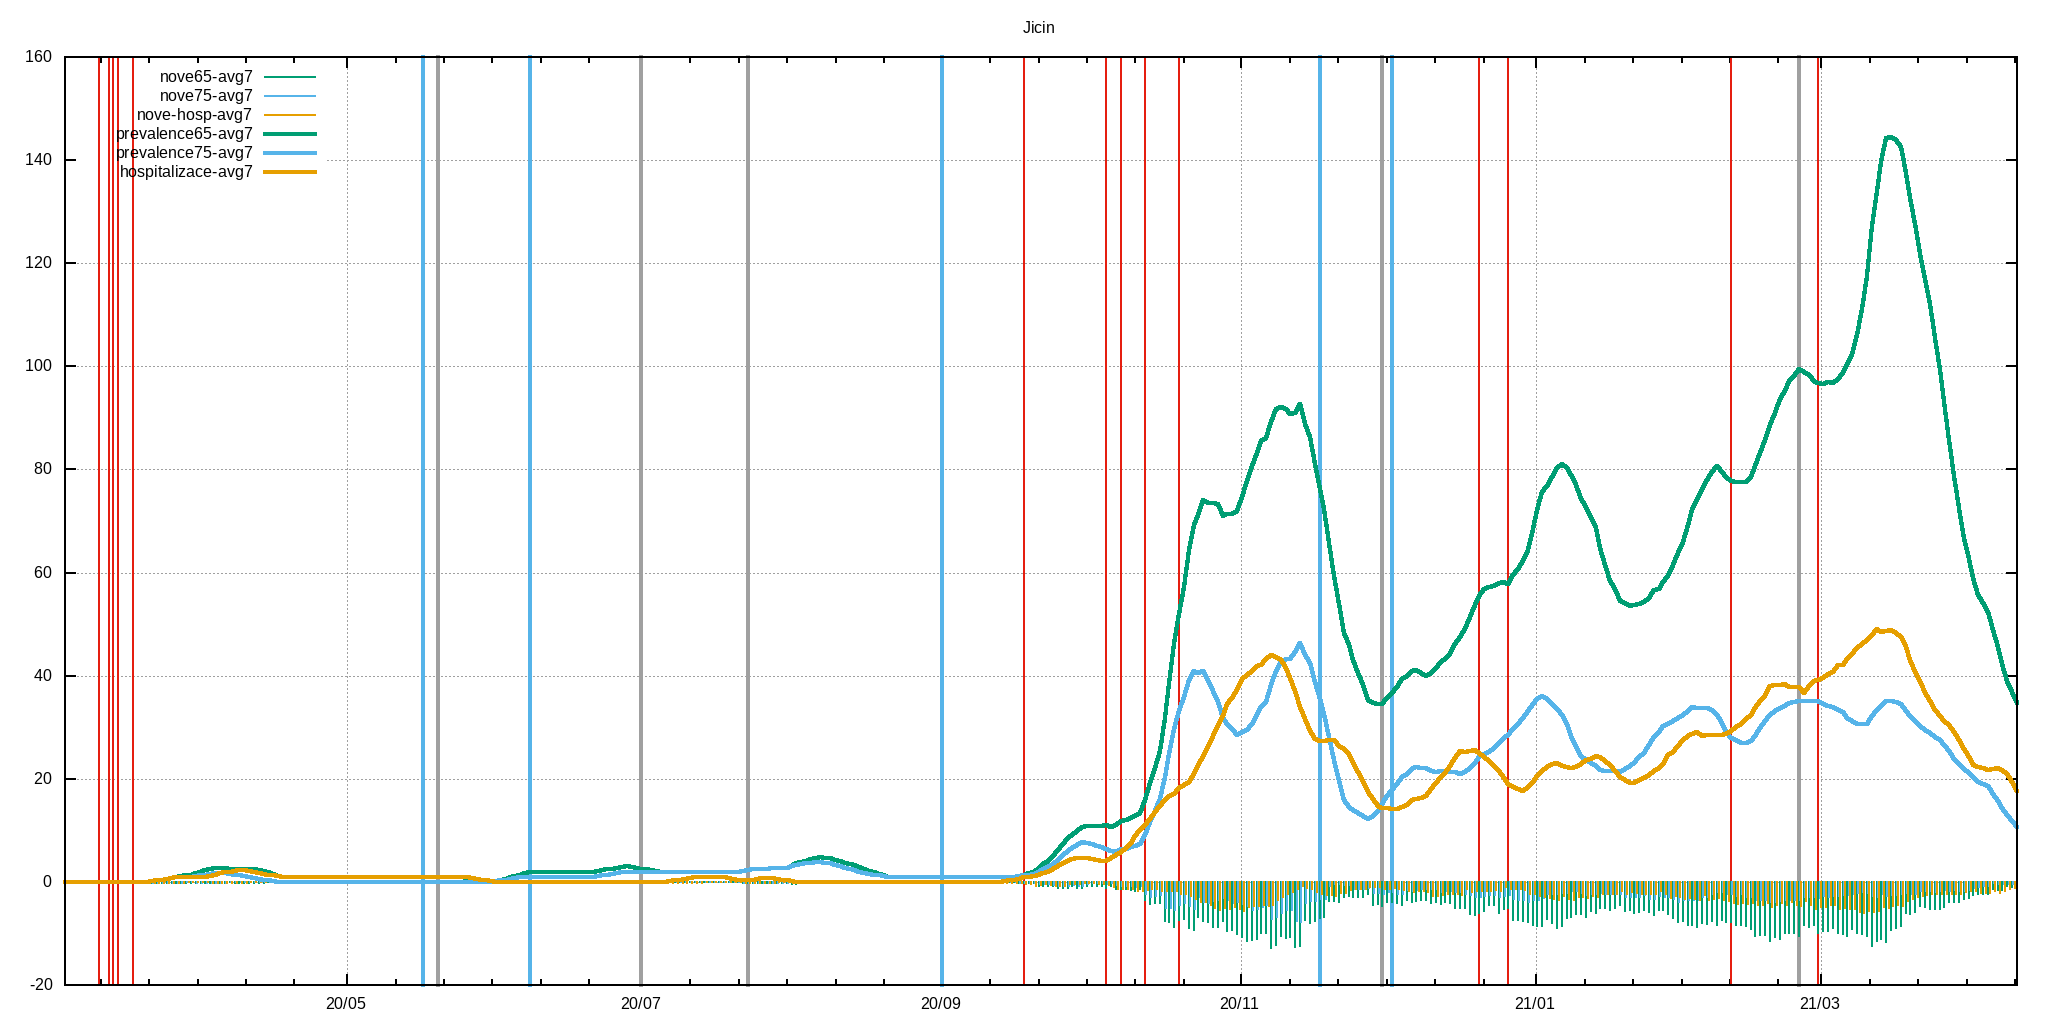 Jicin
160
140
120
100
80
60
40
20
0
-20
nove65-avg7
nove75-avg7
nove-hosp-avg7
prevalence65-avg7
prevalence75-avg7
hospitalizace-avg7
20/05 20/07 20/09 20/11 21/01 21/03